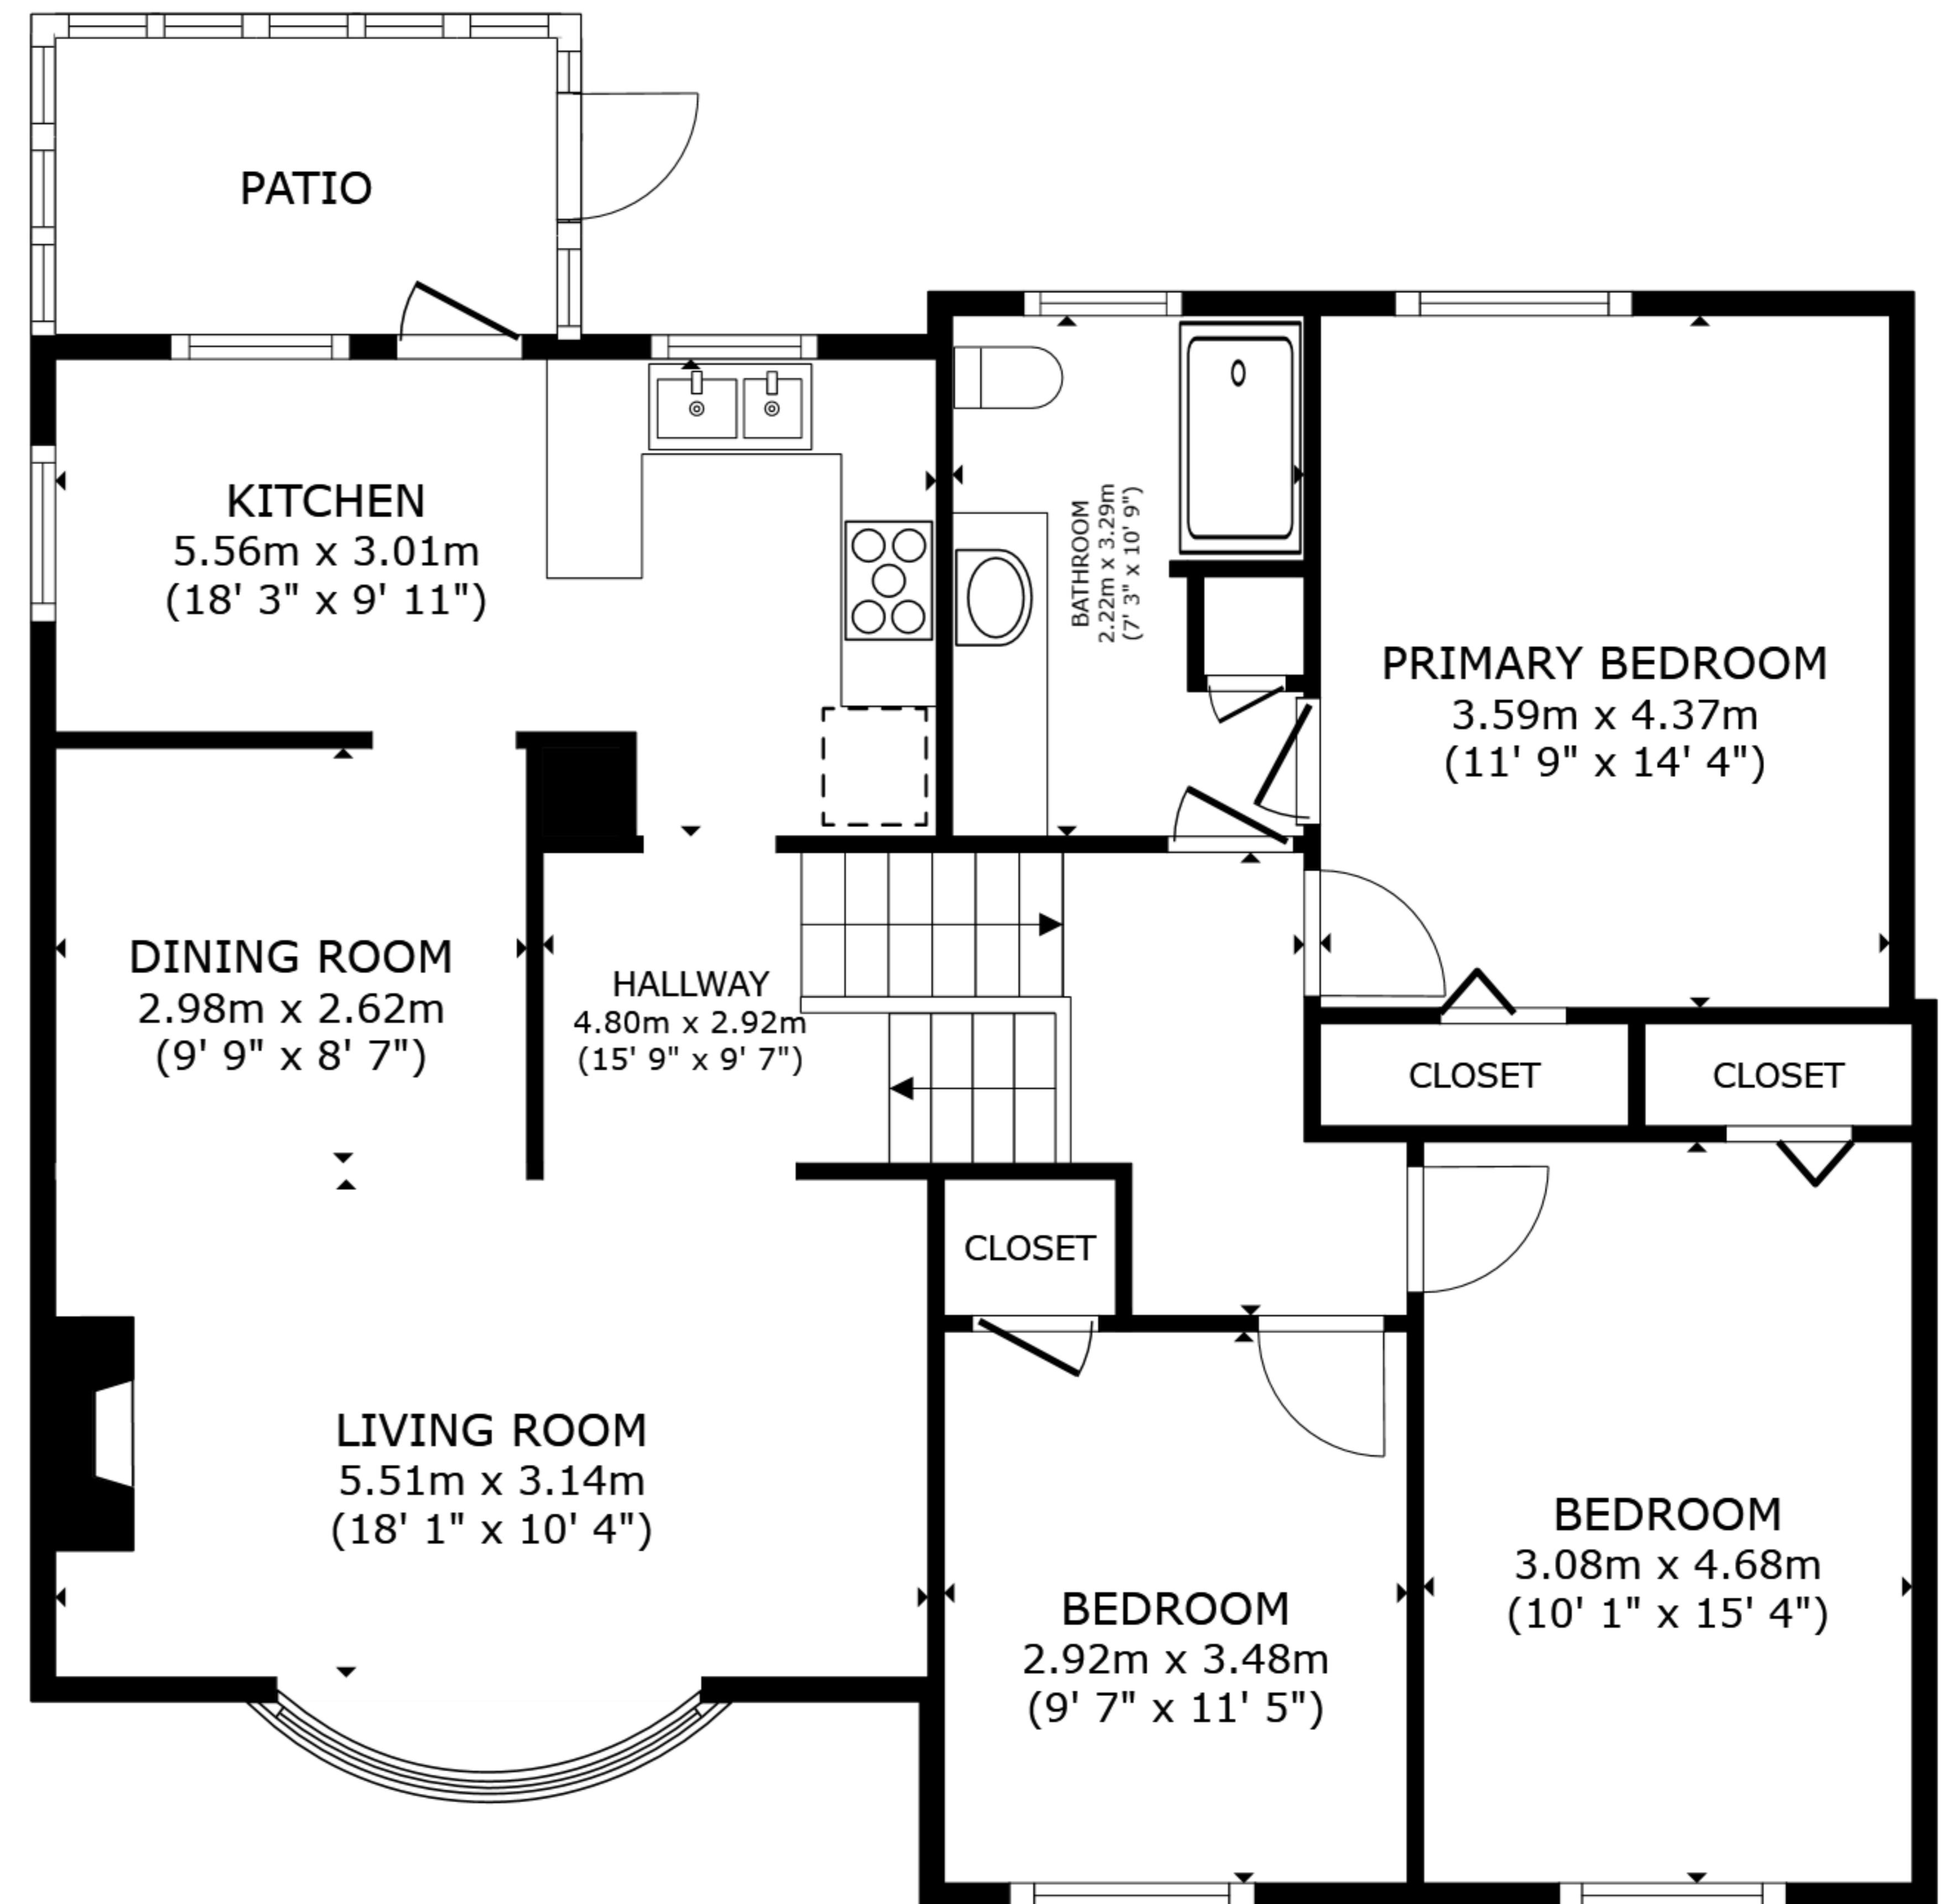 PATIO
KITCHEN
5.56m x 3.01m
(18' 3" x 9' 11")
BATHROOM
2.22m x 3.29m
(7' 3" x 10' 9")
PRIMARY BEDROOM
3.59m x 4.37m
(11' 9" x 14' 4")
DINING ROOM
2.98m x 2.62m
(9' 9" x 8' 7")
HALLWAY
4.80m x 2.92m
(15' 9" x 9' 7")
CLOSET
CLOSET
CLOSET
LIVING ROOM
5.51m x 3.14m
(18' 1" x 10' 4")
BEDROOM
2.92m x 3.48m
(9' 7" x 11' 5")
BEDROOM
3.08m x 4.68m
(10' 1" x 15' 4")